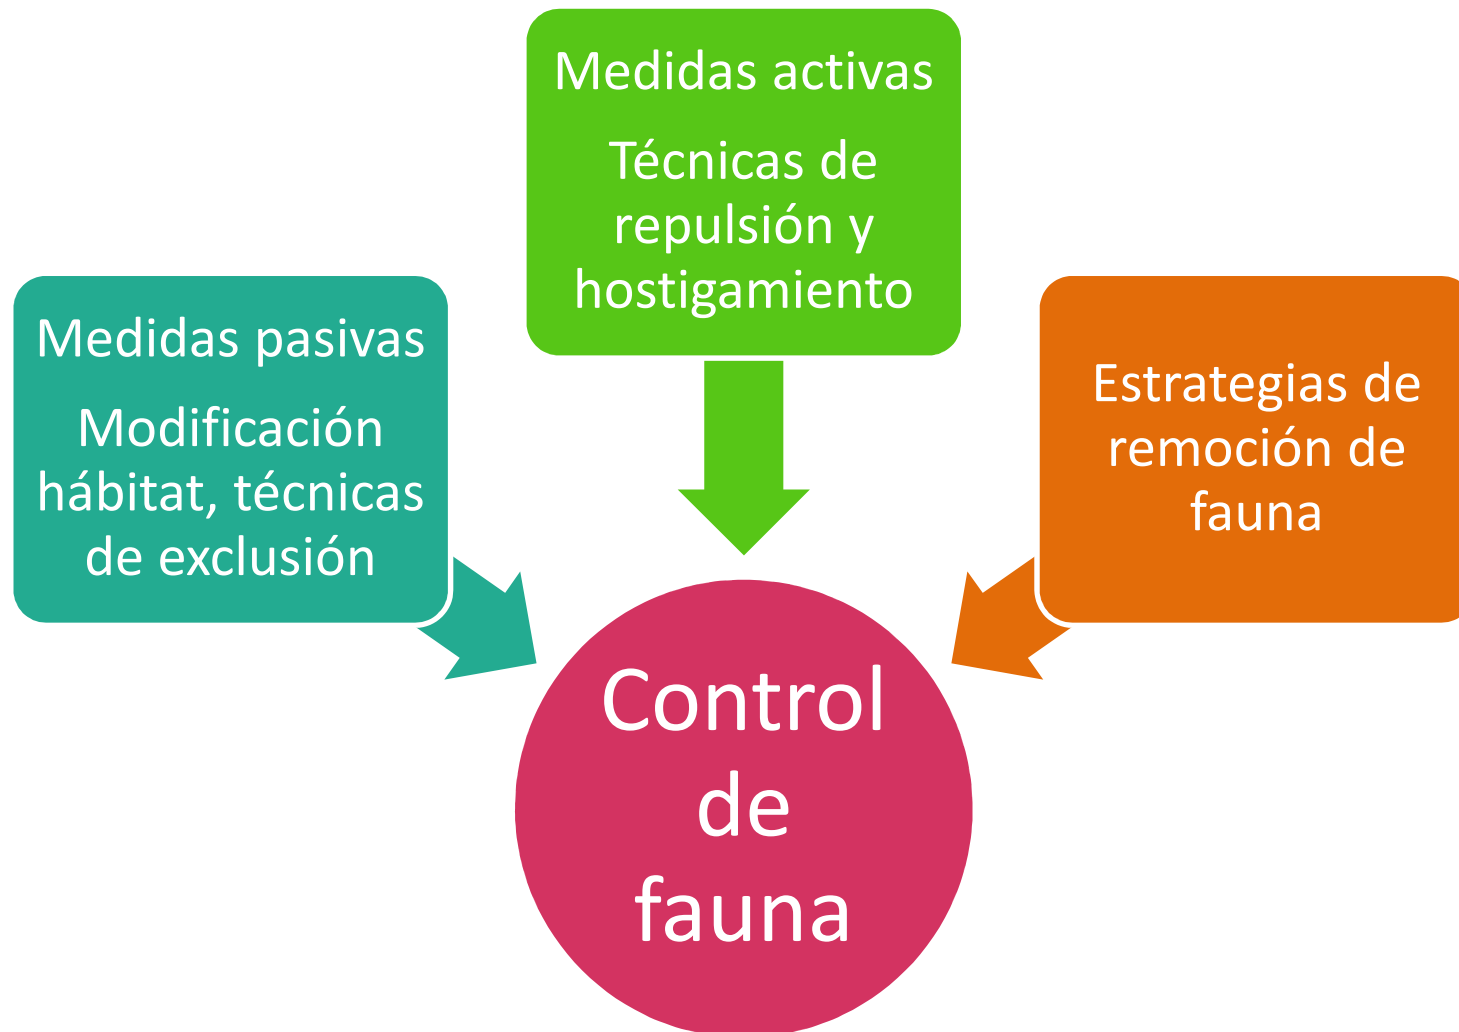 Medidas activas
Técnicas de
repulsión y
hostigamiento
Medidas pasivas
Modificación
hábitat, técnicas
de exclusión
Estrategias de
remoción de
fauna
Control
de
fauna